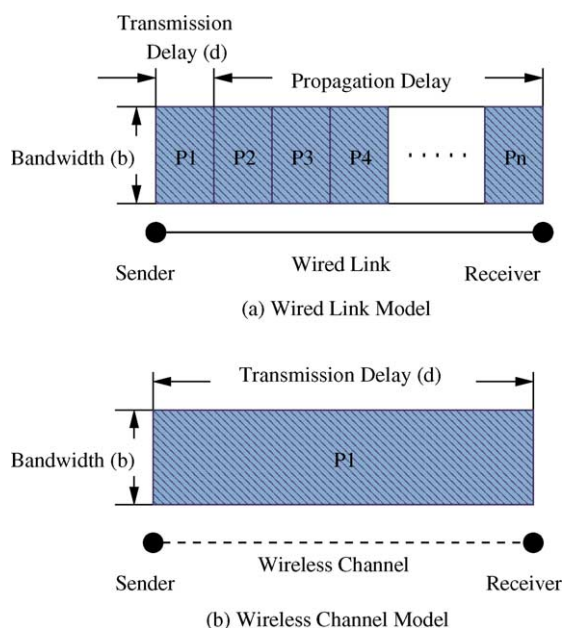 Transmission
Delay (d)
Propagation Delay
Bandwidth (b)
P1 P2 P3 P4 ..... Pn
Wired Link
Sender Receiver
(a) Wired Link Model
Transmission Delay (d)
Bandwidth (b)
P1
Wireless Channel
Sender Receiver
(b) Wireless Channel Model